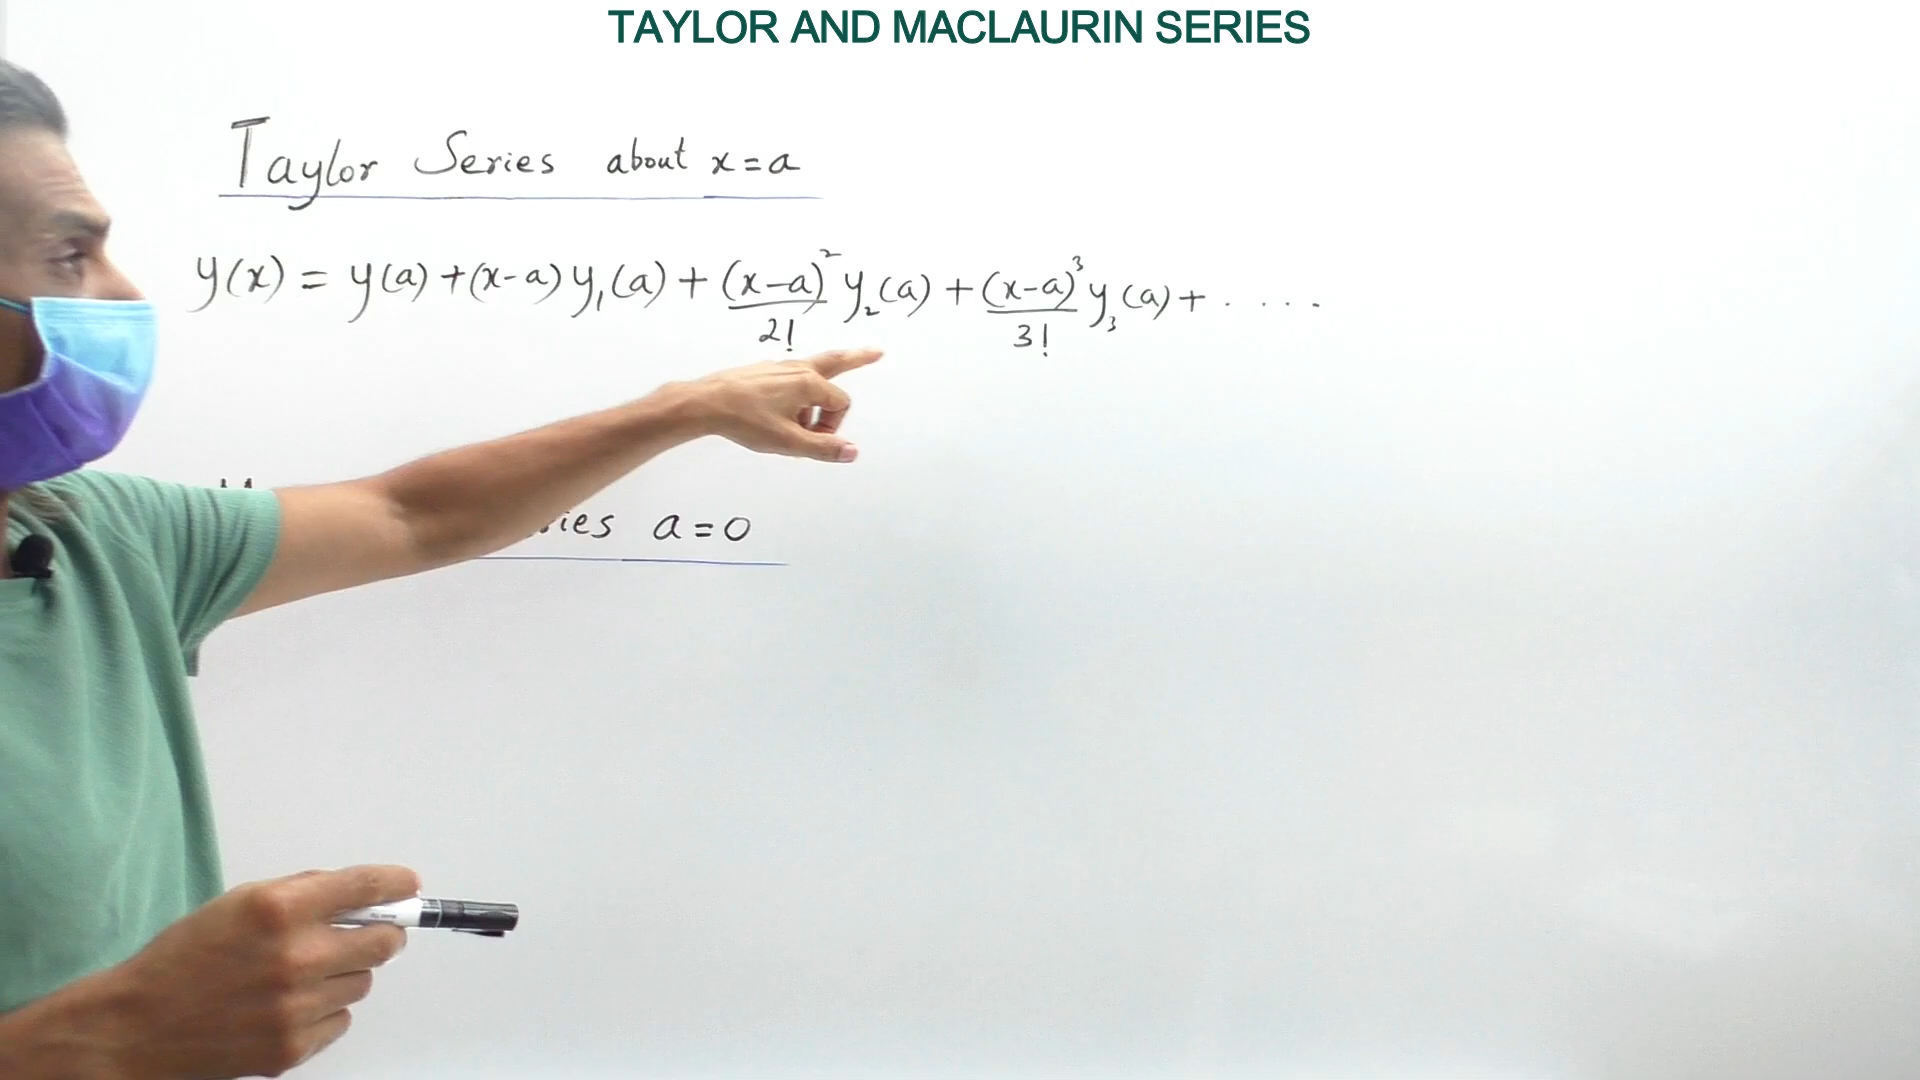 TAYLOR AND MACLAURIN SERIES
Taylor Series about x=a
y(x) = y(a) + (x-a) y₁(a) + (x-a)²/2! y₂(a) + (x-a)³/3! y₃(a) + . . . .
ies a=0